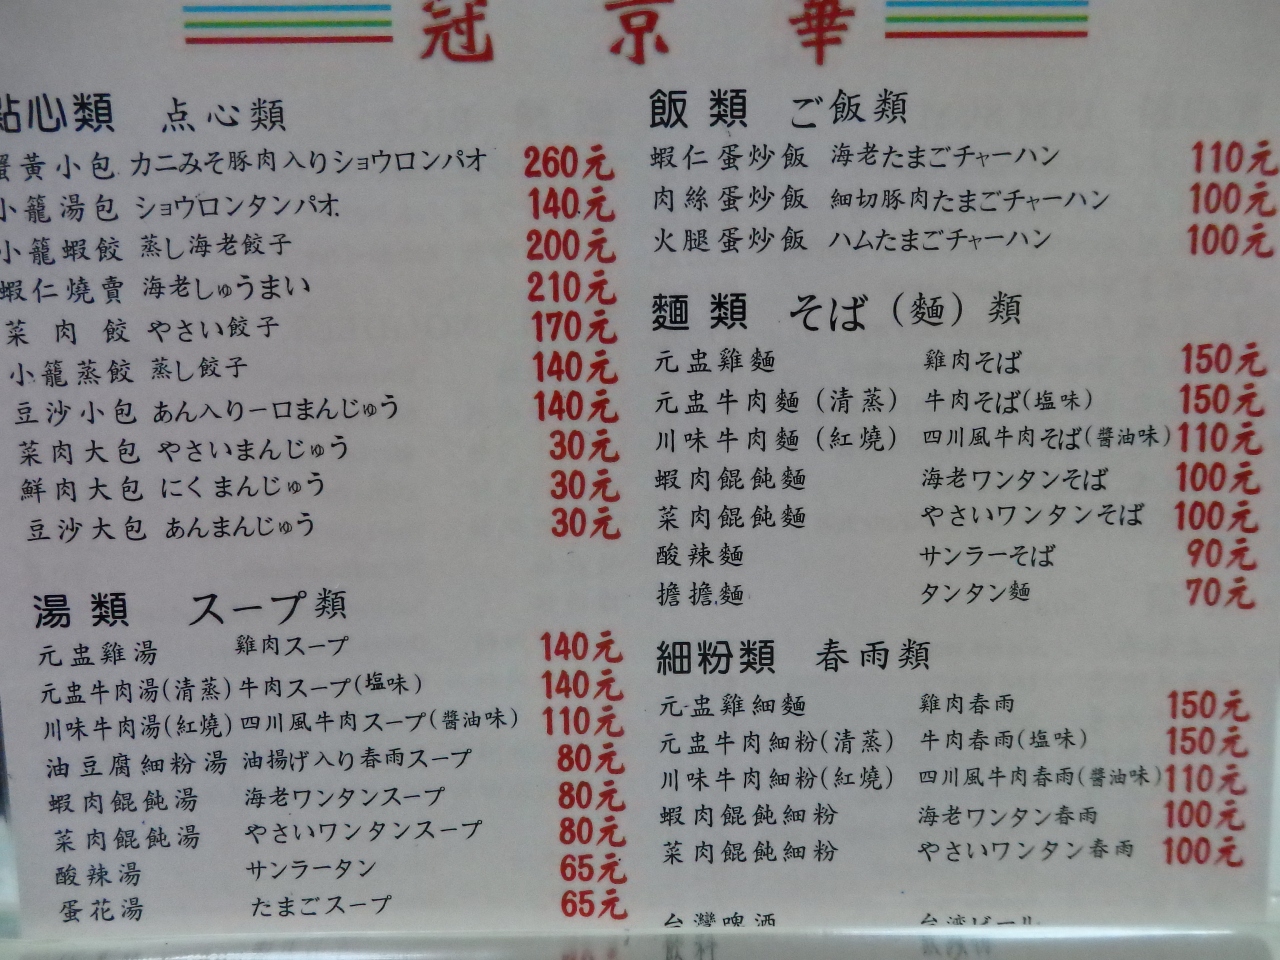 冠京華
點心類 点心類
蟹黃小包 カニみそ豚肉入りショウロンパオ 260元
小籠湯包 ショウロンタンパオ 140元
小籠蝦餃 蒸し海老餃子 200元
蝦仁燒賣 海老しゅうまい 210元
菜肉餃 やさい餃子 170元
小籠蒸餃 蒸し餃子 140元
豆沙小包 あん入り一口まんじゅう 140元
菜肉大包 やさいまんじゅう 30元
鮮肉大包 にくまんじゅう 30元
豆沙大包 あんまんじゅう 30元
湯類 スープ類
元盅雞湯 雞肉スープ 140元
元盅牛肉湯(清蒸) 牛肉スープ(塩味) 140元
川味牛肉湯(紅燒) 四川風牛肉スープ(醬油味) 110元
油豆腐細粉湯 油揚げ入り春雨スープ 80元
蝦肉餛飩湯 海老ワンタンスープ 80元
菜肉餛飩湯 やさいワンタンスープ 80元
酸辣湯 サンラータン 65元
蛋花湯 たまごスープ 65元
飯類 ご飯類
蝦仁蛋炒飯 海老たまごチャーハン 110元
肉絲蛋炒飯 細切豚肉たまごチャーハン 100元
火腿蛋炒飯 ハムたまごチャーハン 100元
麵類 そば（麵）類
元盅雞麵 雞肉そば 150元
元盅牛肉麵（清蒸） 牛肉そば(塩味) 150元
川味牛肉麵（紅燒） 四川風牛肉そば(醬油味) 110元
蝦肉餛飩麵 海老ワンタンそば 100元
菜肉餛飩麵 やさいワンタンそば 100元
酸辣麵 サンラーそば 90元
擔擔麵 タンタン麵 70元
細粉類 春雨類
元盅雞細麵 雞肉春雨 150元
元盅牛肉細粉(清蒸) 牛肉春雨(塩味) 150元
川味牛肉細粉(紅燒) 四川風牛肉春雨(醬油味) 110元
蝦肉餛飩細粉 海老ワンタン春雨 100元
菜肉餛飩細粉 やさいワンタン春雨 100元
台灣啤酒 台湾ビール